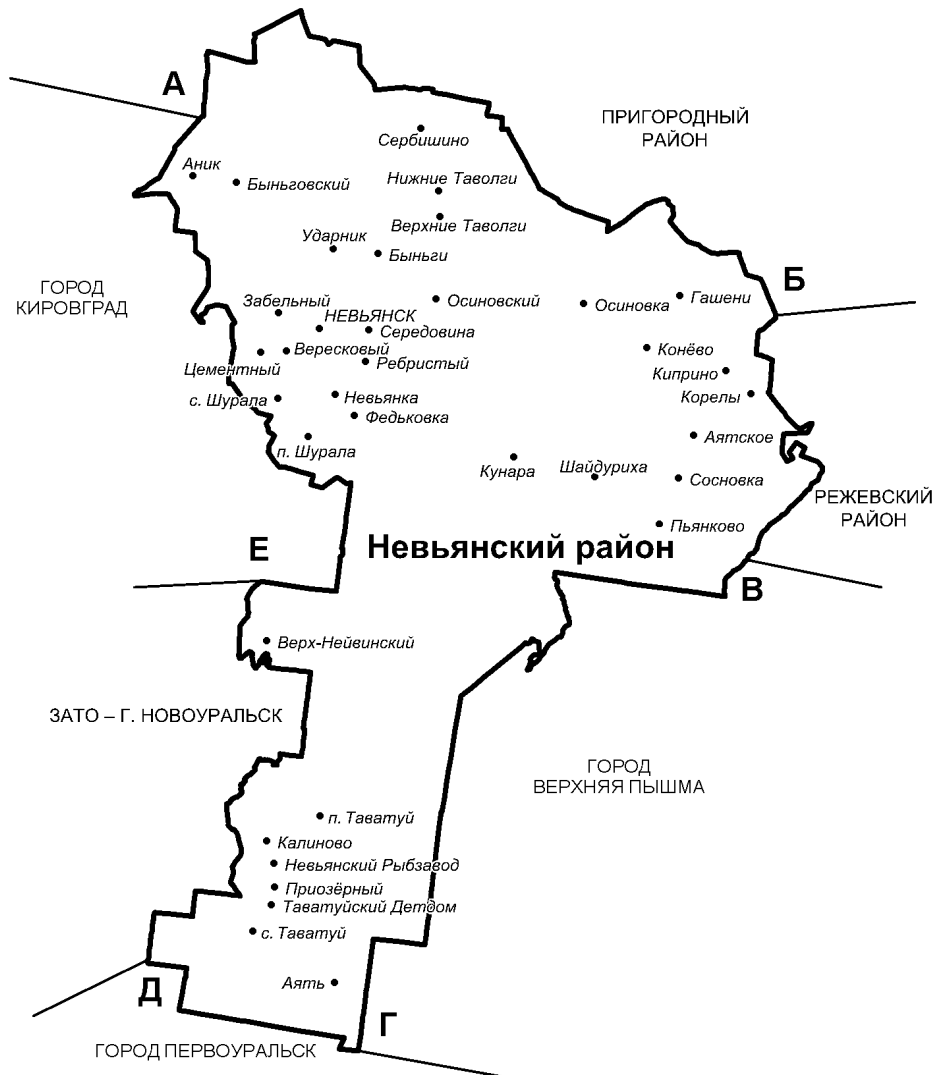 А
ПРИГОРОДНЫЙ
РАЙОН
Сербишино
Аник
Быньговский
Нижние Таволги
Верхние Таволги
Ударник
Быньги
ГОРОД
КИРОВГРАД
Б
Забельный
Осиновский
Осиновка
Гашени
НЕВЬЯНСК
Середовина
Вересковый
Цементный
Ребристый
Конёво
Киприно
Корелы
с. Шурала
Невьянка
Федьковка
п. Шурала
Аятское
Кунара
Шайдуриха
Сосновка
РЕЖЕВСКИЙ
РАЙОН
Пьянково
Е
Невьянский район
В
Верх-Нейвинский
ЗАТО – Г. НОВОУРАЛЬСК
ГОРОД
ВЕРХНЯЯ ПЫШМА
п. Таватуй
Калиново
Невьянский Рыбзавод
Приозёрный
Таватуйский Детдом
с. Таватуй
Аять
Д
Г
ГОРОД ПЕРВОУРАЛЬСК